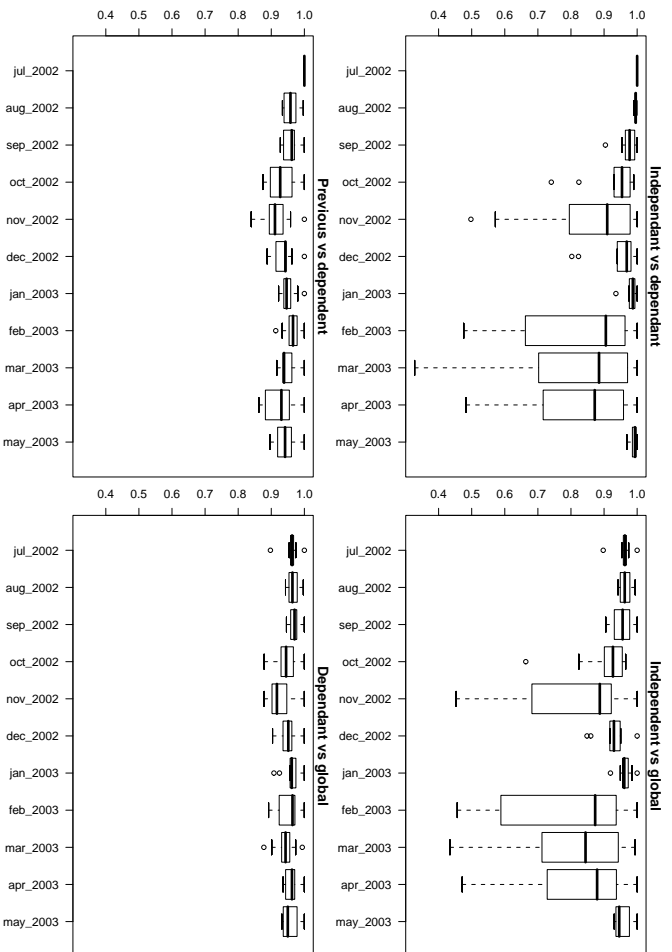 Previous vs dependent
0.4 0.5 0.6 0.7 0.8 0.9 1.0
jul_2002
aug_2002
sep_2002
oct_2002
nov_2002
dec_2002
jan_2003
feb_2003
mar_2003
apr_2003
may_2003
Independant vs dependant
0.4 0.5 0.6 0.7 0.8 0.9 1.0
jul_2002
aug_2002
sep_2002
oct_2002
nov_2002
dec_2002
jan_2003
feb_2003
mar_2003
apr_2003
may_2003
Dependant vs global
0.4 0.5 0.6 0.7 0.8 0.9 1.0
jul_2002
aug_2002
sep_2002
oct_2002
nov_2002
dec_2002
jan_2003
feb_2003
mar_2003
apr_2003
may_2003
Independent vs global
0.4 0.5 0.6 0.7 0.8 0.9 1.0
jul_2002
aug_2002
sep_2002
oct_2002
nov_2002
dec_2002
jan_2003
feb_2003
mar_2003
apr_2003
may_2003